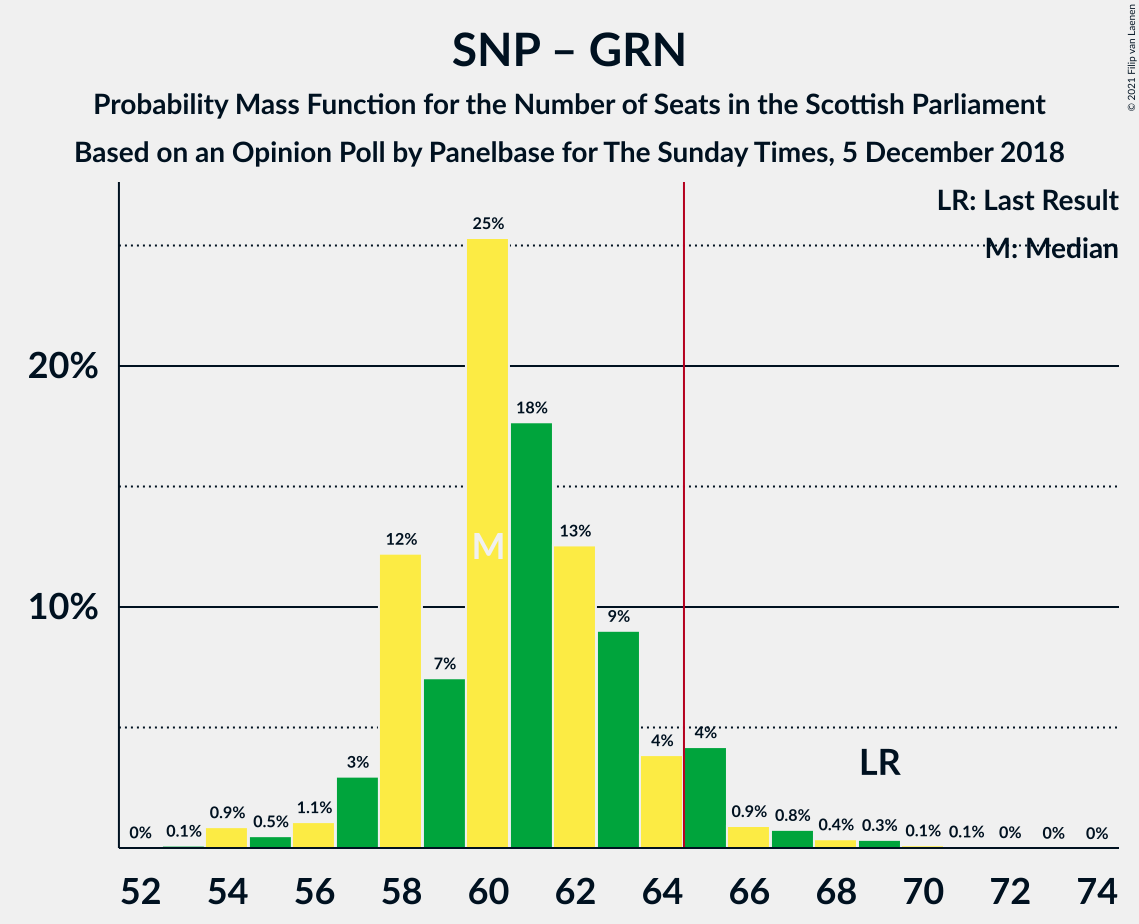 SNP – GRN
Probability Mass Function for the Number of Seats in the Scottish Parliament
Based on an Opinion Poll by Panelbase for The Sunday Times, 5 December 2018
© 2021 Filip van Laenen
LR: Last Result
M: Median
20%
10%
0%
0.1%
0.9%
0.5%
1.1%
3%
12%
7%
25%
M
18%
13%
9%
4%
4%
0.9%
0.8%
0.4%
0.3%
LR
0.1%
0.1%
0%
0%
0%
52 54 56 58 60 62 64 66 68 70 72 74